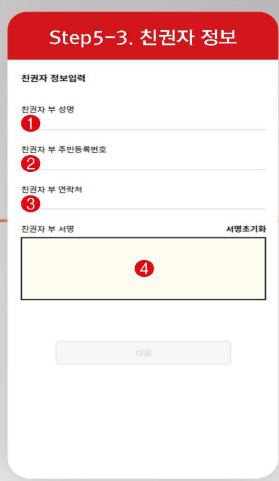 Step5-3. 친권자 정보
친권자 정보입력
친권자 부 성명
1
친권자 부 주민등록번호
2
친권자 부 연락처
3
친권자 부 서명 서명초기화
4
다음